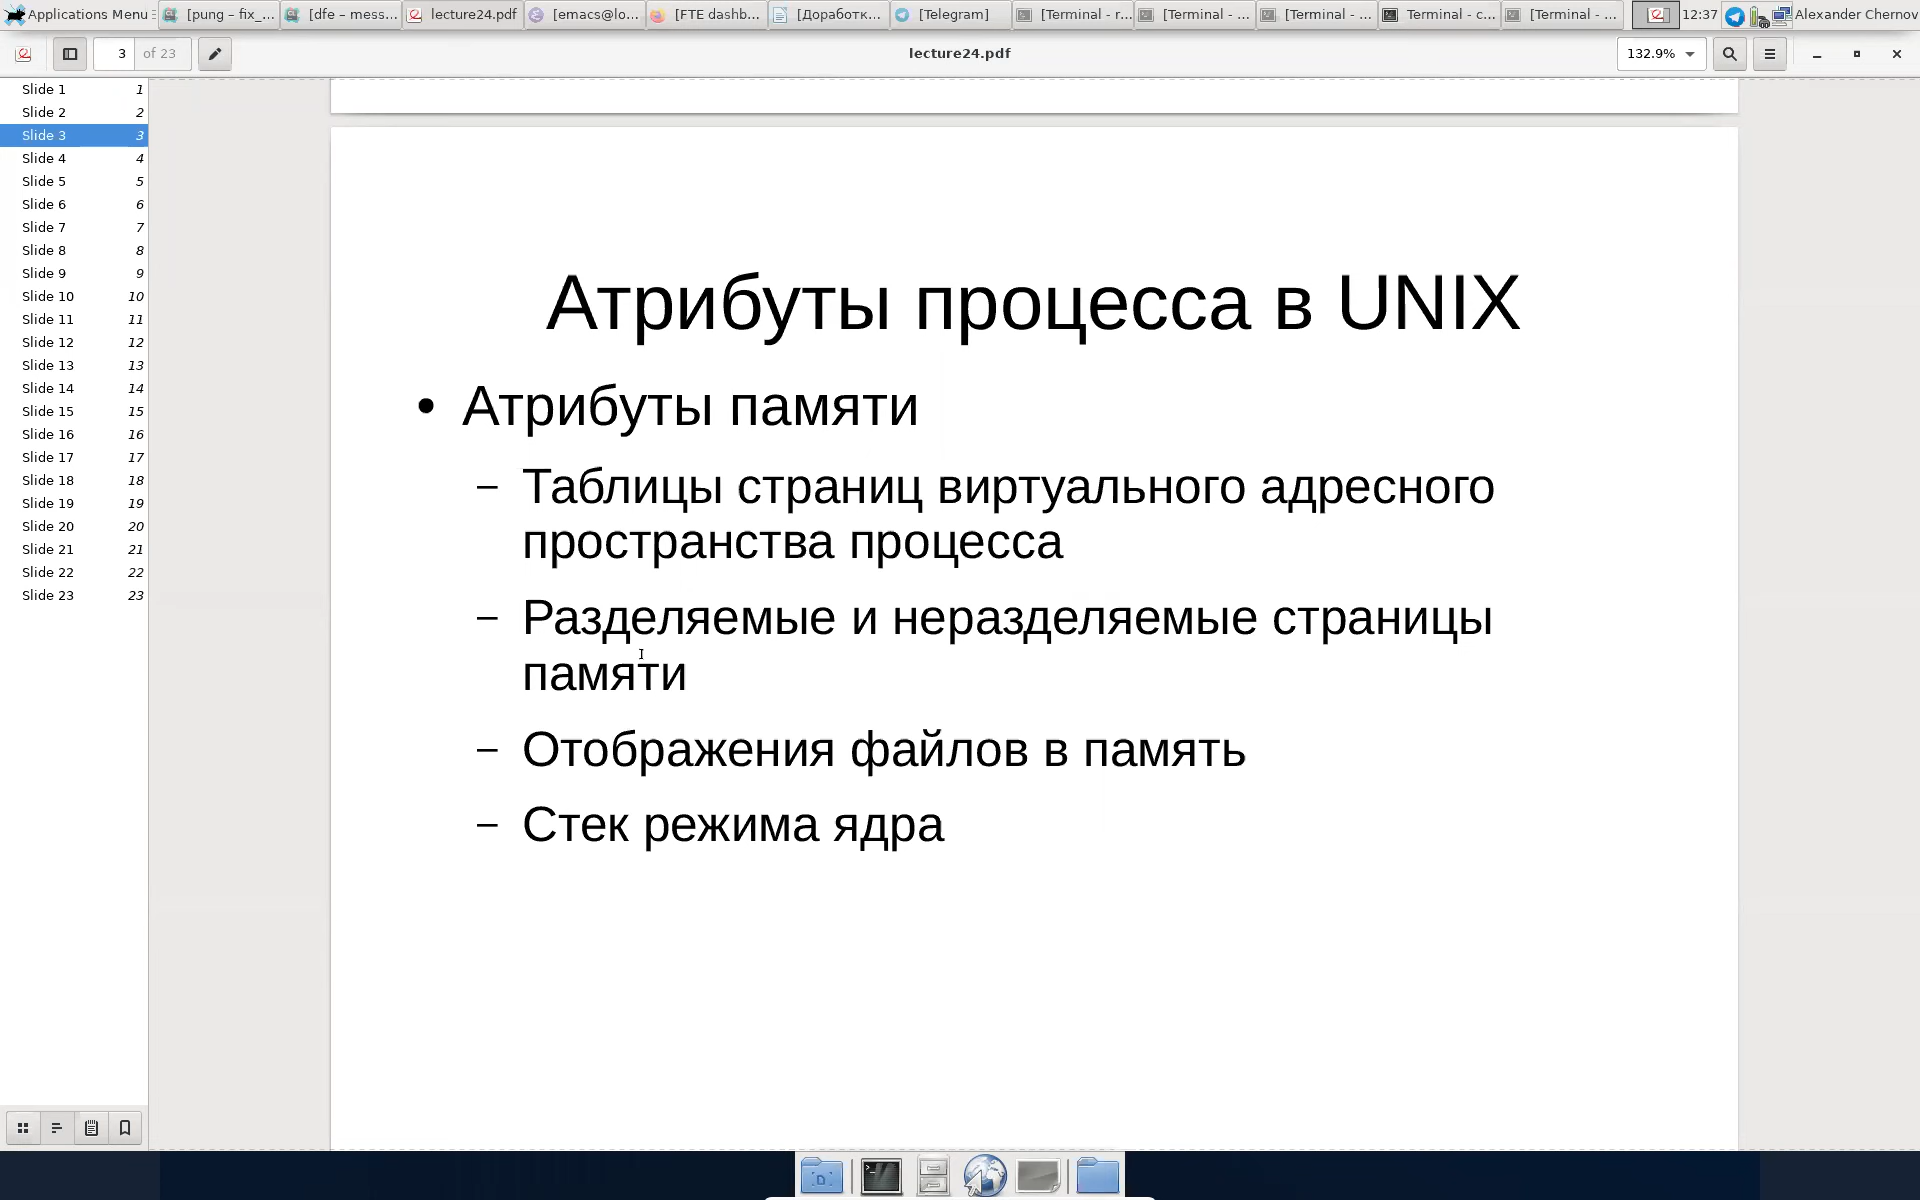 Applications Menu [pung – fix_... [dfe – mess... lecture24.pdf [emacs@lo... [FTE dashb... [Доработк... [Telegram] [Terminal - r... [Terminal - ... [Terminal - ... Terminal - c... [Terminal - ... 12:37 Alexander Chernov
3 of 23 lecture24.pdf 132.9%
Slide 1 1
Slide 2 2
Slide 3 3
Slide 4 4
Slide 5 5
Slide 6 6
Slide 7 7
Slide 8 8
Slide 9 9
Slide 10 10
Slide 11 11
Slide 12 12
Slide 13 13
Slide 14 14
Slide 15 15
Slide 16 16
Slide 17 17
Slide 18 18
Slide 19 19
Slide 20 20
Slide 21 21
Slide 22 22
Slide 23 23
Атрибуты процесса в UNIX
• Атрибуты памяти
– Таблицы страниц виртуального адресного
пространства процесса
– Разделяемые и неразделяемые страницы
памяти
– Отображения файлов в память
– Стек режима ядра